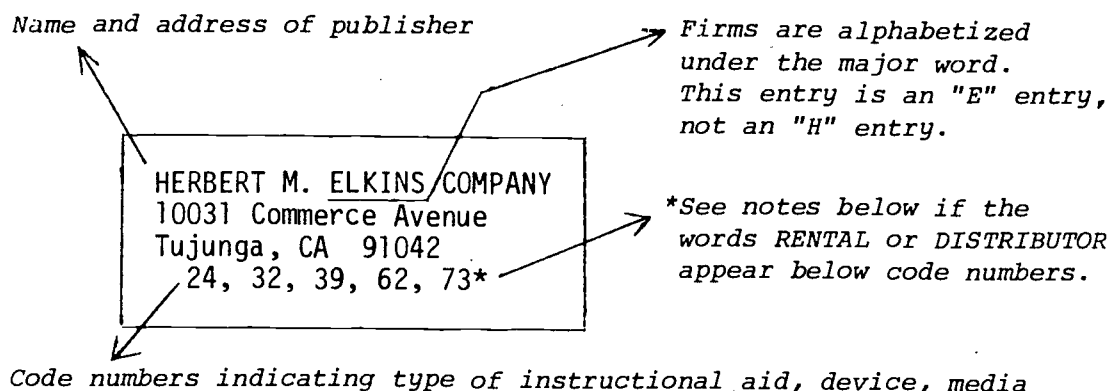 Name and address of publisher
Firms are alphabetized
under the major word.
This entry is an "E" entry,
not an "H" entry.
HERBERT M. ELKINS COMPANY
10031 Commerce Avenue
Tujunga, CA 91042
24, 32, 39, 62, 73*
*See notes below if the
words RENTAL or DISTRIBUTOR
appear below code numbers.
Code numbers indicating type of instructional aid, device, media